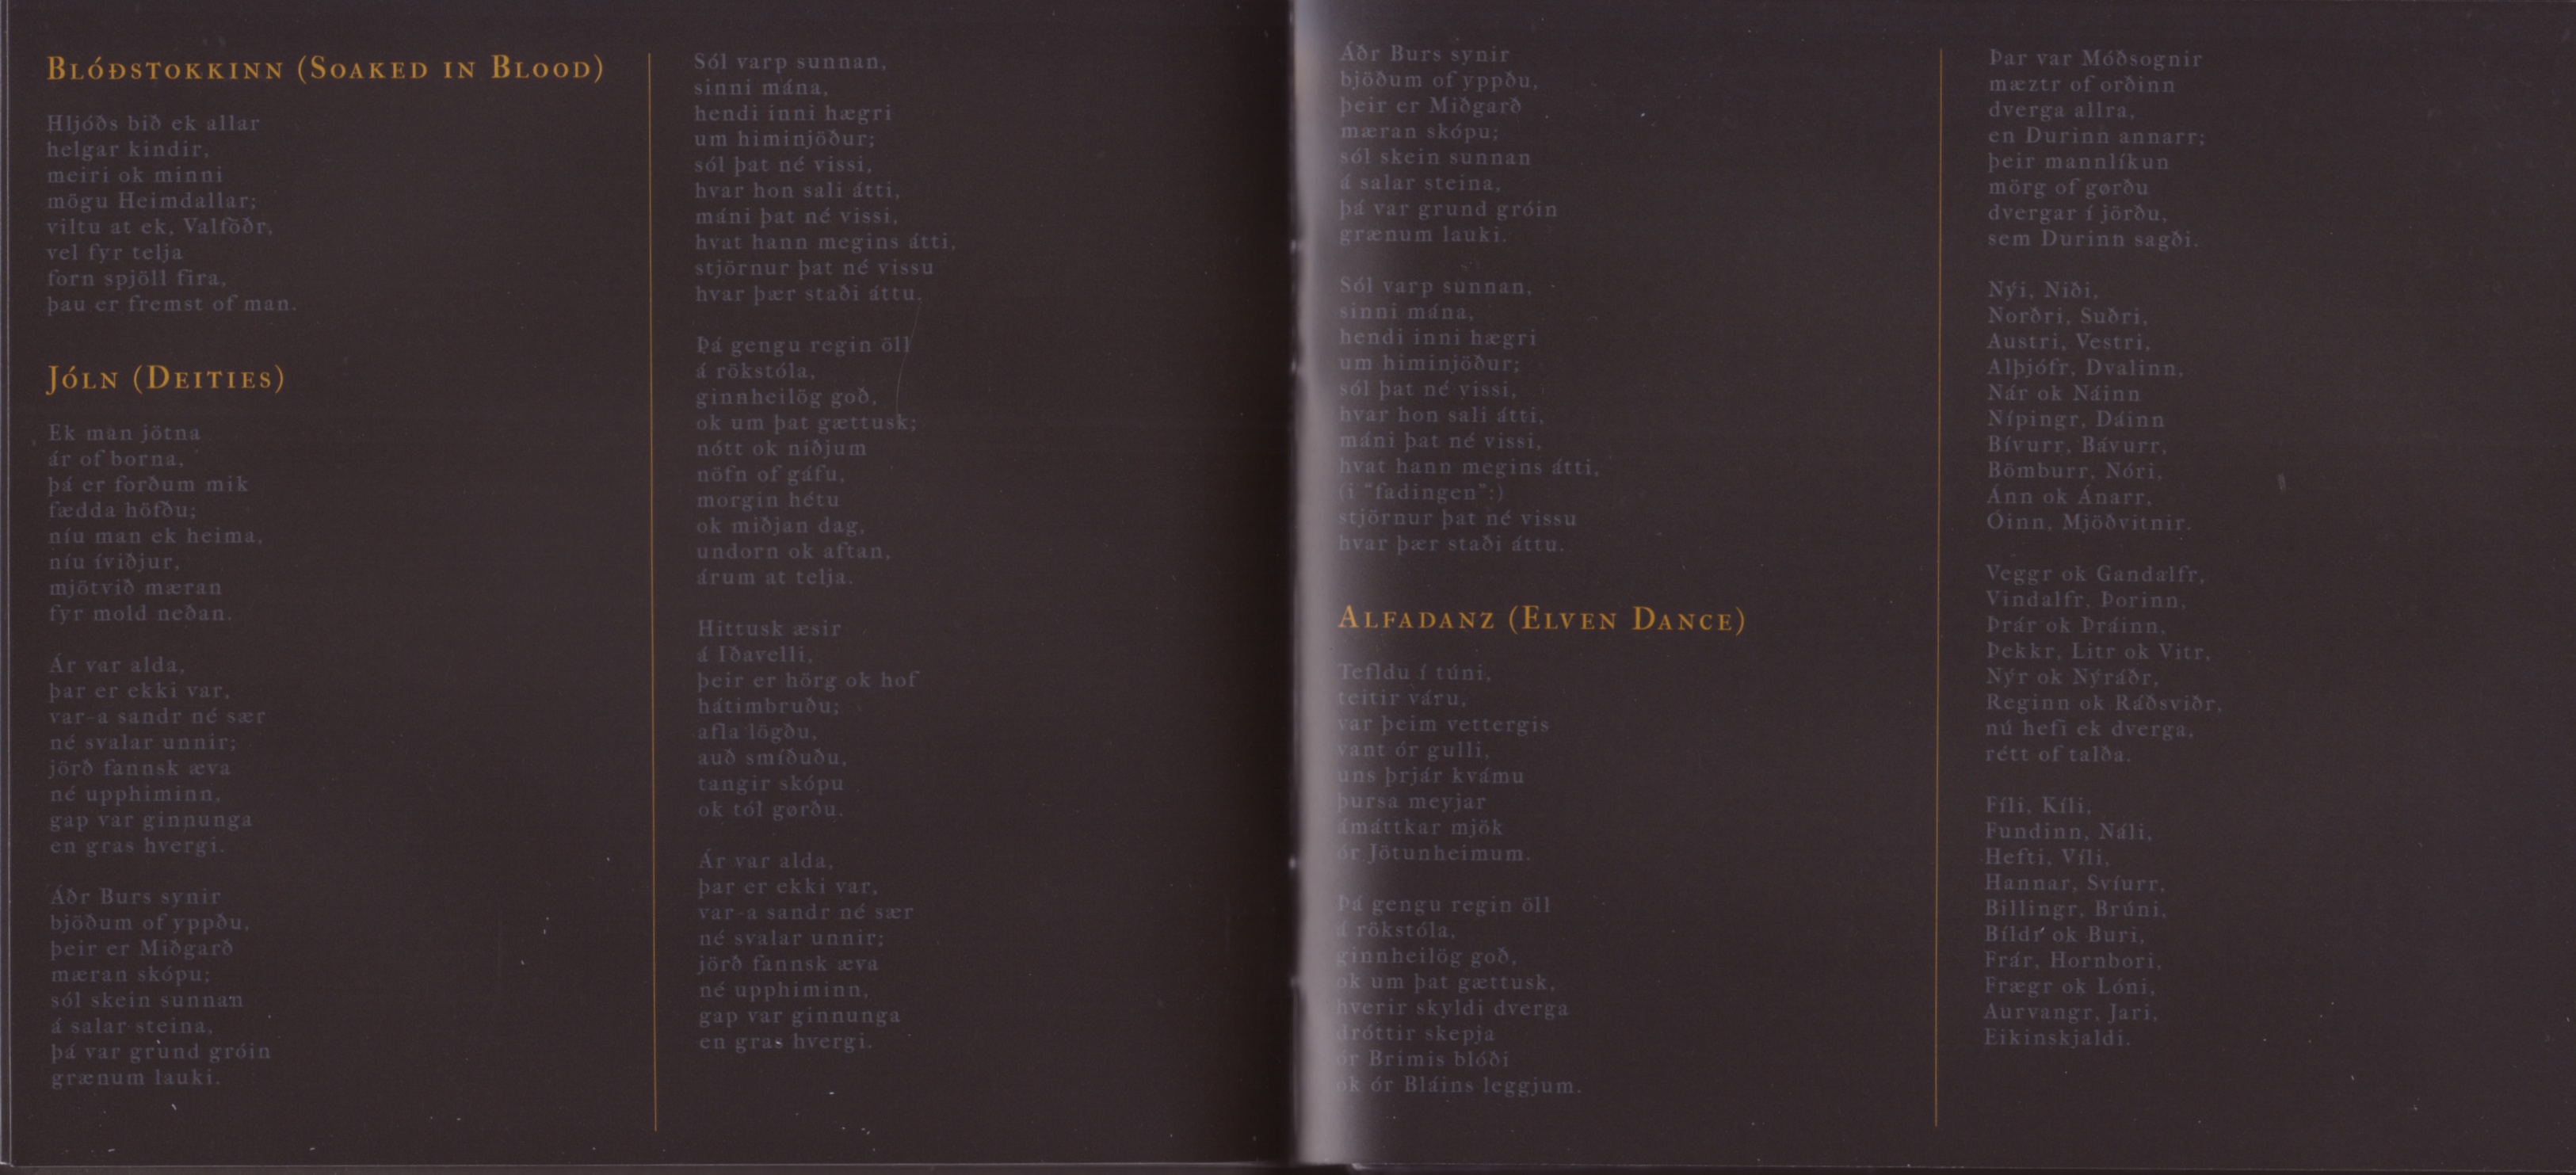 BLÓÐSTOKKINN (SOAKED IN BLOOD)
Hljóðs bið ek allar
helgar kindir,
meiri ok minni
mögu Heimdallar;
viltu at ek, Valföðr,
vel fyr telja
forn spjöll fira,
þau er fremst of man.
JÓLN (DEITIES)
Ek man jötna
ár of borna,
þá er forðum mik
fædda höfðu;
níu man ek heima,
níu íviðjur,
mjötvið mæran
fyr mold neðan.
Ár var alda,
þar er ekki var,
var-a sandr né sær
né svalar unnir;
jörð fannsk æva
né upphiminn,
gap var ginnunga
en gras hvergi.
Áðr Burs synir
bjöðum of yppðu,
þeir er Miðgarð
mæran skópu;
sól skein sunnan
á salar steina,
þá var grund gróin
grænum lauki.
Sól varp sunnan,
sinni mána,
hendi inni hægri
um himinjöður;
sól þat né vissi,
hvar hon sali átti,
máni þat né vissi,
hvat hann megins átti,
stjörnur þat né vissu
hvar þær staði áttu.
Þá gengu regin öll
á rökstóla,
ginnheilög goð,
ok um þat gættusk;
nótt ok niðjum
nöfn of gáfu,
morgin hétu
ok miðjan dag,
undorn ok aftan,
árum at telja.
Hittusk æsir
á Iðavelli,
þeir er hörg ok hof
hátimbruðu;
afla lögðu,
auð smíðuðu,
tangir skópu
ok tól gørðu.
Ár var alda,
þar er ekki var,
var-a sandr né sær
né svalar unnir;
jörð fannsk æva
né upphiminn,
gap var ginnunga
en gras hvergi.
Áðr Burs synir
bjöðum of yppðu,
þeir er Miðgarð
mæran skópu;
sól skein sunnan
á salar steina,
þá var grund gróin
grænum lauki.
Sól varp sunnan,
sinni mána,
hendi inni hægri
um himinjöður;
sól þat né vissi,
hvar hon sali átti,
máni þat né vissi,
hvat hann megins átti,
(i "fadingen":)
stjörnur þat né vissu
hvar þær staði áttu.
ALFADANZ (ELVEN DANCE)
Tefldu í túni,
teitir váru,
var þeim vettergis
vant ór gulli,
uns þrjár kvámu
þursa meyjar
ámáttkar mjök
ór Jötunheimum.
Þá gengu regin öll
á rökstóla,
ginnheilög goð,
ok um þat gættusk,
hverir skyldi dverga
dróttir skepja
ór Brimis blóði
ok ór Bláins leggjum.
Þar var Móðsognir
mæztr of orðinn
dverga allra,
en Durinn annarr;
þeir mannlíkun
mörg of gørðu
dvergar í jörðu,
sem Durinn sagði.
Nýi, Niði,
Norðri, Suðri,
Austri, Vestri,
Alþjófr, Dvalinn,
Nár ok Náinn
Nípingr, Dáinn
Bívurr, Bávurr,
Bömburr, Nóri,
Ánn ok Ánarr,
Óinn, Mjöðvitnir.
Veggr ok Gandalfr,
Vindalfr, Þorinn,
Þrár ok Þráinn,
Þekkr, Litr ok Vitr,
Nýr ok Nýráðr,
Reginn ok Ráðsviðr,
nú hefi ek dverga,
rétt of talða.
Fíli, Kíli,
Fundinn, Náli,
Hefti, Víli,
Hannar, Svíurr,
Billingr, Brúni,
Bíldr ok Buri,
Frár, Hornbori,
Frægr ok Lóni,
Aurvangr, Jari,
Eikinskjaldi.